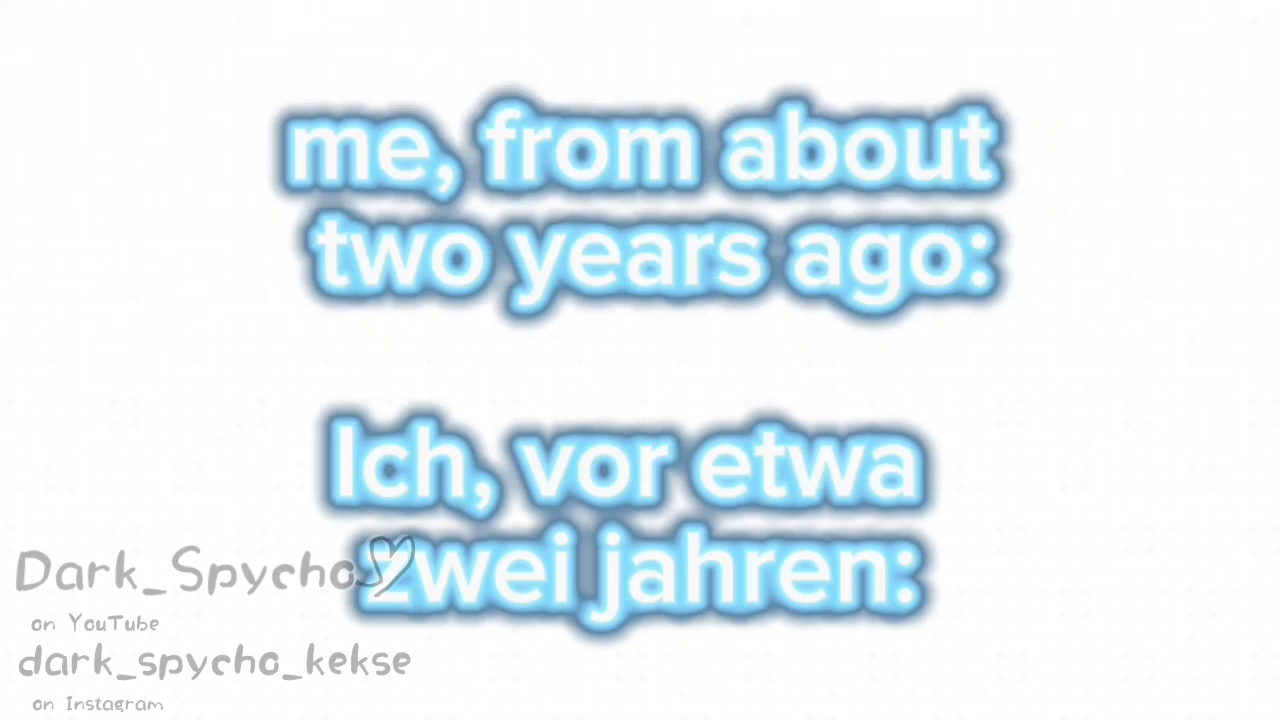 me, from about
two years ago:
Ich, vor etwa
zwei jahren:
Dark_Spycho
on YouTube
dark_spycho_kekse
on Instagram